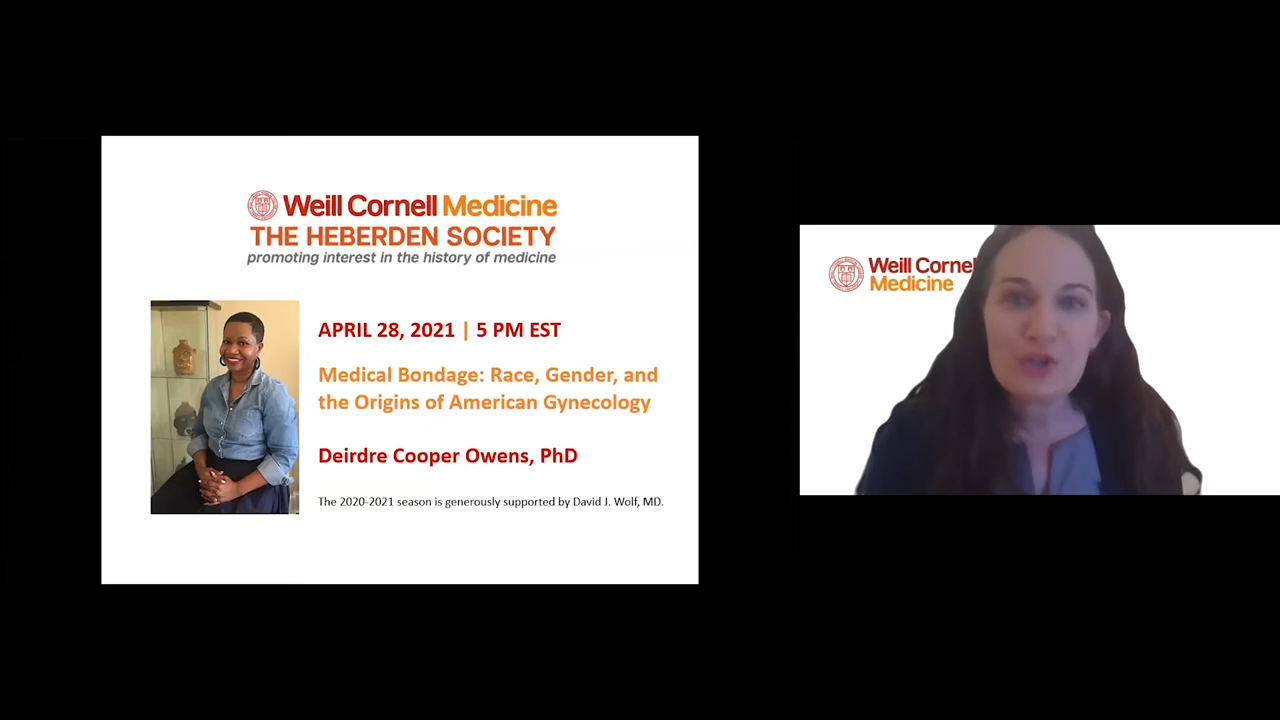 Weill Cornell Medicine
THE HEBERDEN SOCIETY
promoting interest in the history of medicine
APRIL 28, 2021 | 5 PM EST
Medical Bondage: Race, Gender, and
the Origins of American Gynecology
Deirdre Cooper Owens, PhD
The 2020-2021 season is generously supported by David J. Wolf, MD.
Weill Cornel
Medicine